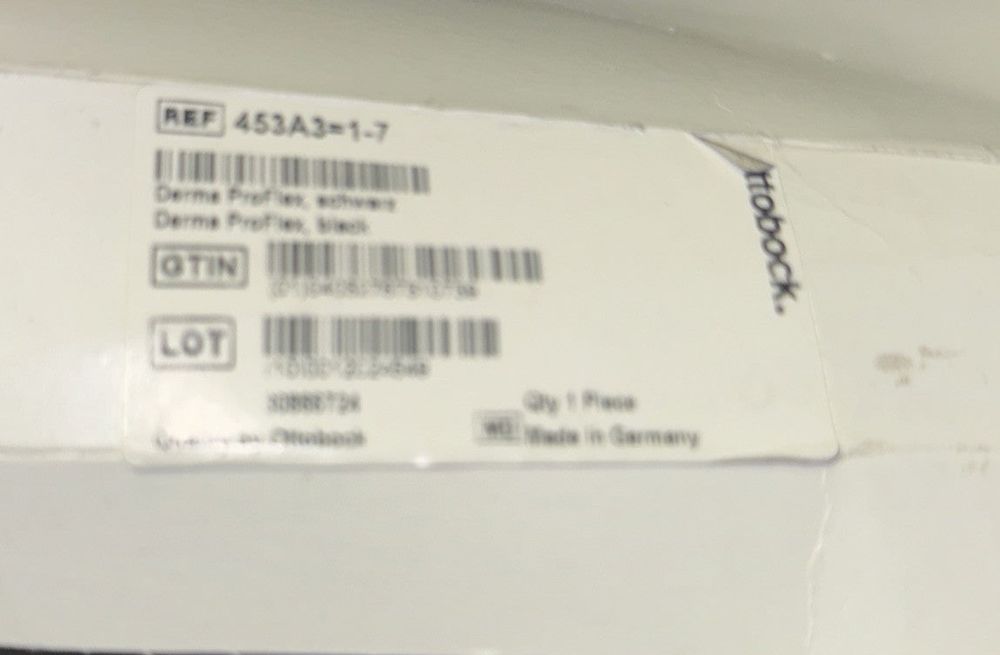 REF 453A3=1-7
Derma ProFlex, schwarz
Derma ProFlex, black
GTIN
LOT
Qty 1 Piece
Ottobock
Made in Germany
ttobock.